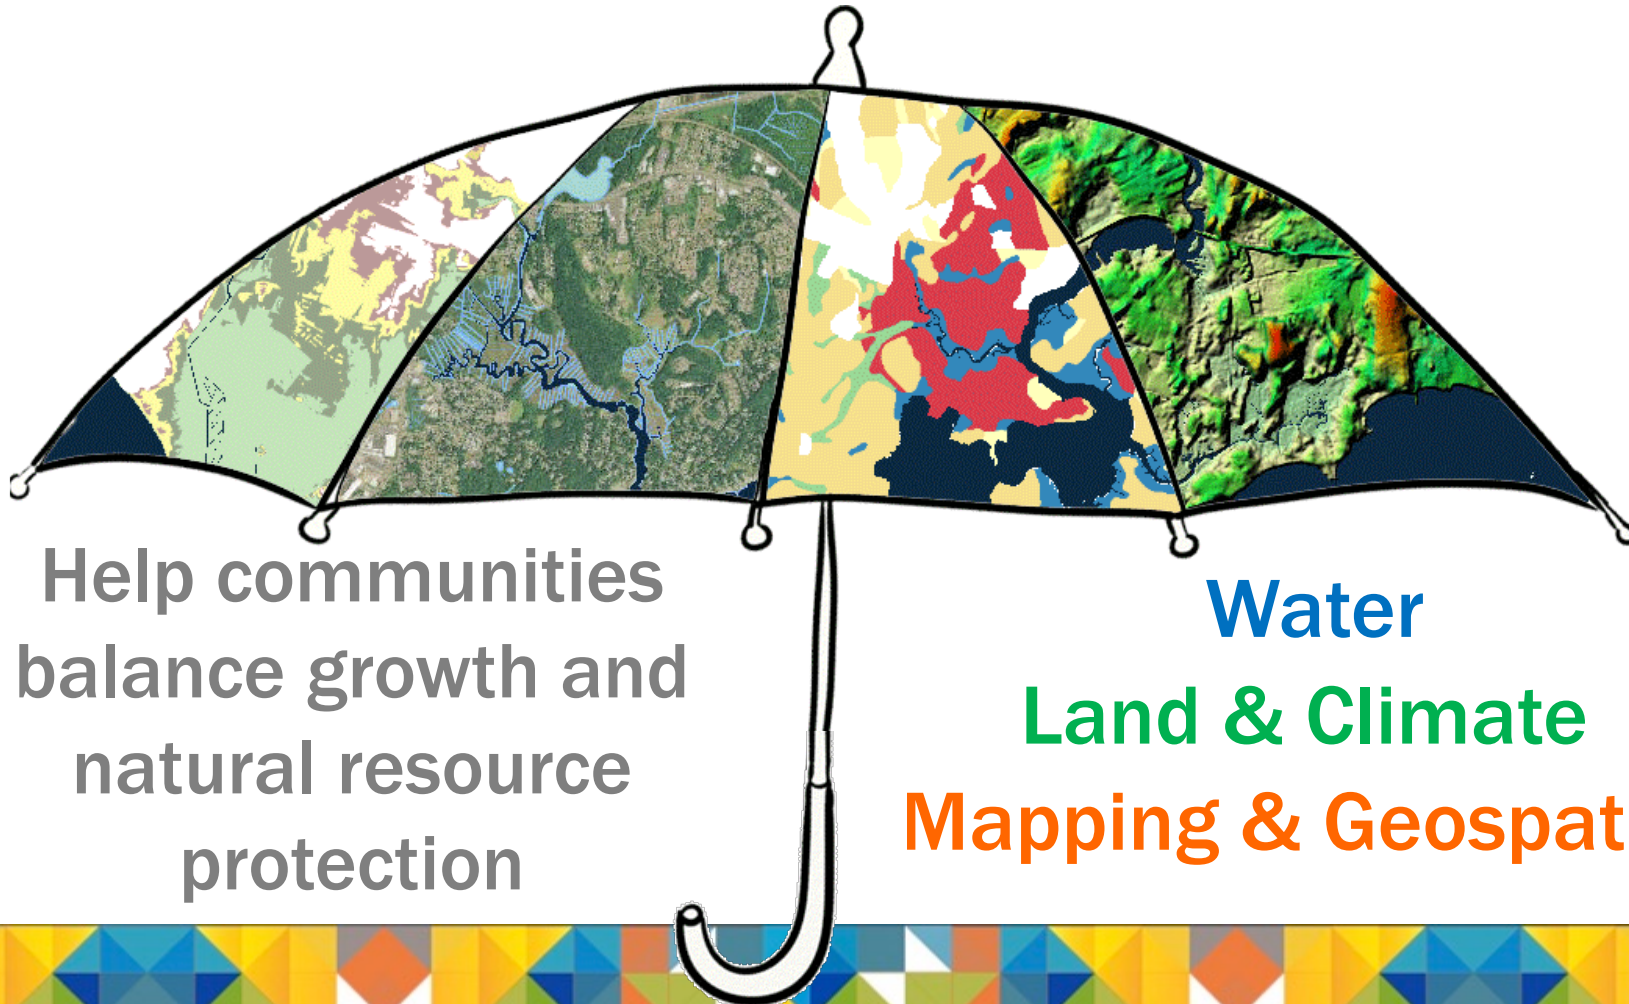 Help communities
balance growth and
natural resource
protection
Water
Land & Climate
Mapping & Geospat